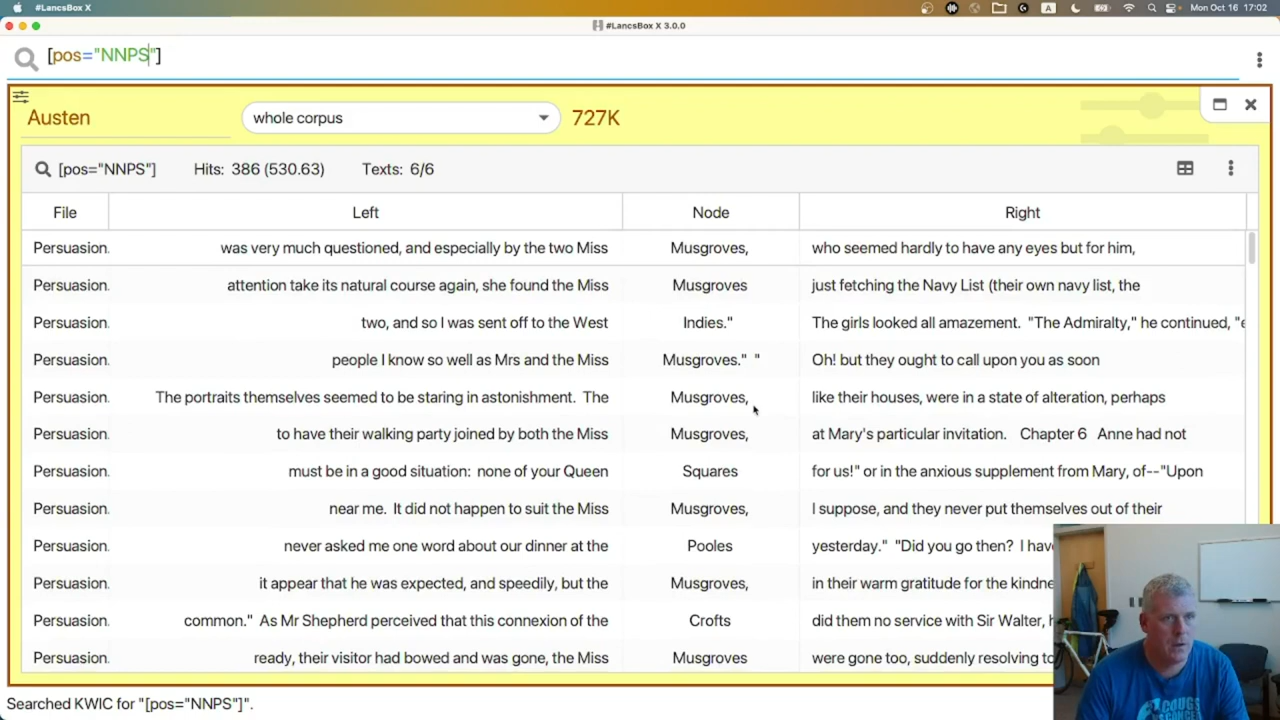 #LancsBox X
A
Mon Oct 16 17:02
#LancsBox X 3.0.0
[pos="NNPS"]
Austen
whole corpus
727K
[pos="NNPS"] Hits: 386 (530.63) Texts: 6/6
File Left Node Right
Persuasion. was very much questioned, and especially by the two Miss Musgroves, who seemed hardly to have any eyes but for him,
Persuasion. attention take its natural course again, she found the Miss Musgroves just fetching the Navy List (their own navy list, the
Persuasion. two, and so I was sent off to the West Indies." The girls looked all amazement. "The Admiralty," he continued, "e
Persuasion. people I know so well as Mrs and the Miss Musgroves." " Oh! but they ought to call upon you as soon
Persuasion. The portraits themselves seemed to be staring in astonishment. The Musgroves, like their houses, were in a state of alteration, perhaps
Persuasion. to have their walking party joined by both the Miss Musgroves, at Mary's particular invitation. Chapter 6 Anne had not
Persuasion. must be in a good situation: none of your Queen Squares for us!" or in the anxious supplement from Mary, of--"Upon
Persuasion. near me. It did not happen to suit the Miss Musgroves, I suppose, and they never put themselves out of their
Persuasion. never asked me one word about our dinner at the Pooles yesterday." "Did you go then? I have
Persuasion. it appear that he was expected, and speedily, but the Musgroves, in their warm gratitude for the kindne
Persuasion. common." As Mr Shepherd perceived that this connexion of the Crofts did them no service with Sir Walter, h
Persuasion. ready, their visitor had bowed and was gone, the Miss Musgroves were gone too, suddenly resolving to
Searched KWIC for "[pos="NNPS"]".
COUGS